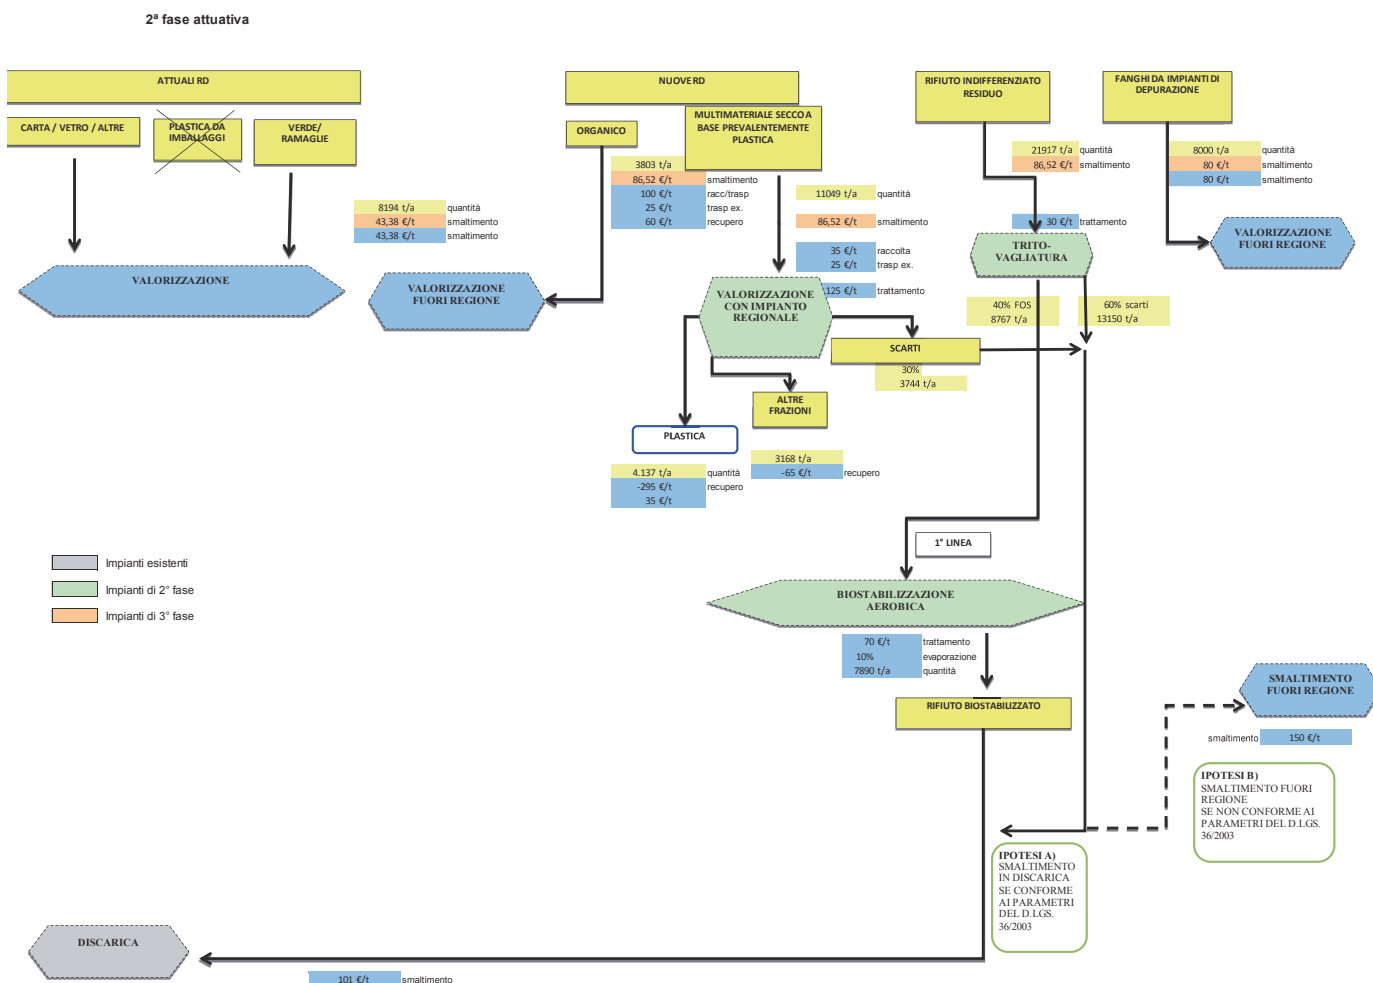 2ª fase attuativa
ATTUALI RD
NUOVE RD
RIFIUTO INDIFFERENZIATO
RESIDUO
FANGHI DA IMPIANTI DI
DEPURAZIONE
CARTA / VETRO / ALTRE
PLASTICA DA
IMBALLAGGI
VERDE/
RAMAGLIE
ORGANICO
MULTIMATERIALE SECCO A
BASE PREVALENTEMENTE
PLASTICA
3803 t/a
86,52 €/t smaltimento
100 €/t racc/trasp
25 €/t trasp ex.
60 €/t recupero
11049 t/a quantità
86,52 €/t smaltimento
35 €/t raccolta
25 €/t trasp ex.
125 €/t trattamento
21917 t/a quantità
86,52 €/t smaltimento
30 €/t trattamento
8000 t/a quantità
80 €/t smaltimento
80 €/t smaltimento
8194 t/a quantità
43,38 €/t smaltimento
43,38 €/t smaltimento
VALORIZZAZIONE
VALORIZZAZIONE
FUORI REGIONE
VALORIZZAZIONE
CON IMPIANTO
REGIONALE
TRITO-
VAGLIATURA
VALORIZZAZIONE
FUORI REGIONE
40% FOS
8767 t/a
60% scarti
13150 t/a
SCARTI
30%
3744 t/a
ALTRE
FRAZIONI
PLASTICA
3168 t/a
-65 €/t recupero
4.137 t/a quantità
-295 €/t recupero
35 €/t
1° LINEA
Impianti esistenti
Impianti di 2° fase
Impianti di 3° fase
BIOSTABILIZZAZIONE
AEROBICA
70 €/t trattamento
10% evaporazione
7890 t/a quantità
RIFIUTO BIOSTABILIZZATO
SMALTIMENTO
FUORI REGIONE
smaltimento 150 €/t
IPOTESI B)
SMALTIMENTO FUORI
REGIONE
SE NON CONFORME AI
PARAMETRI DEL D.LGS.
36/2003
IPOTESI A)
SMALTIMENTO
IN DISCARICA
SE CONFORME
AI PARAMETRI
DEL D.LGS.
36/2003
DISCARICA
101 €/t smaltimento